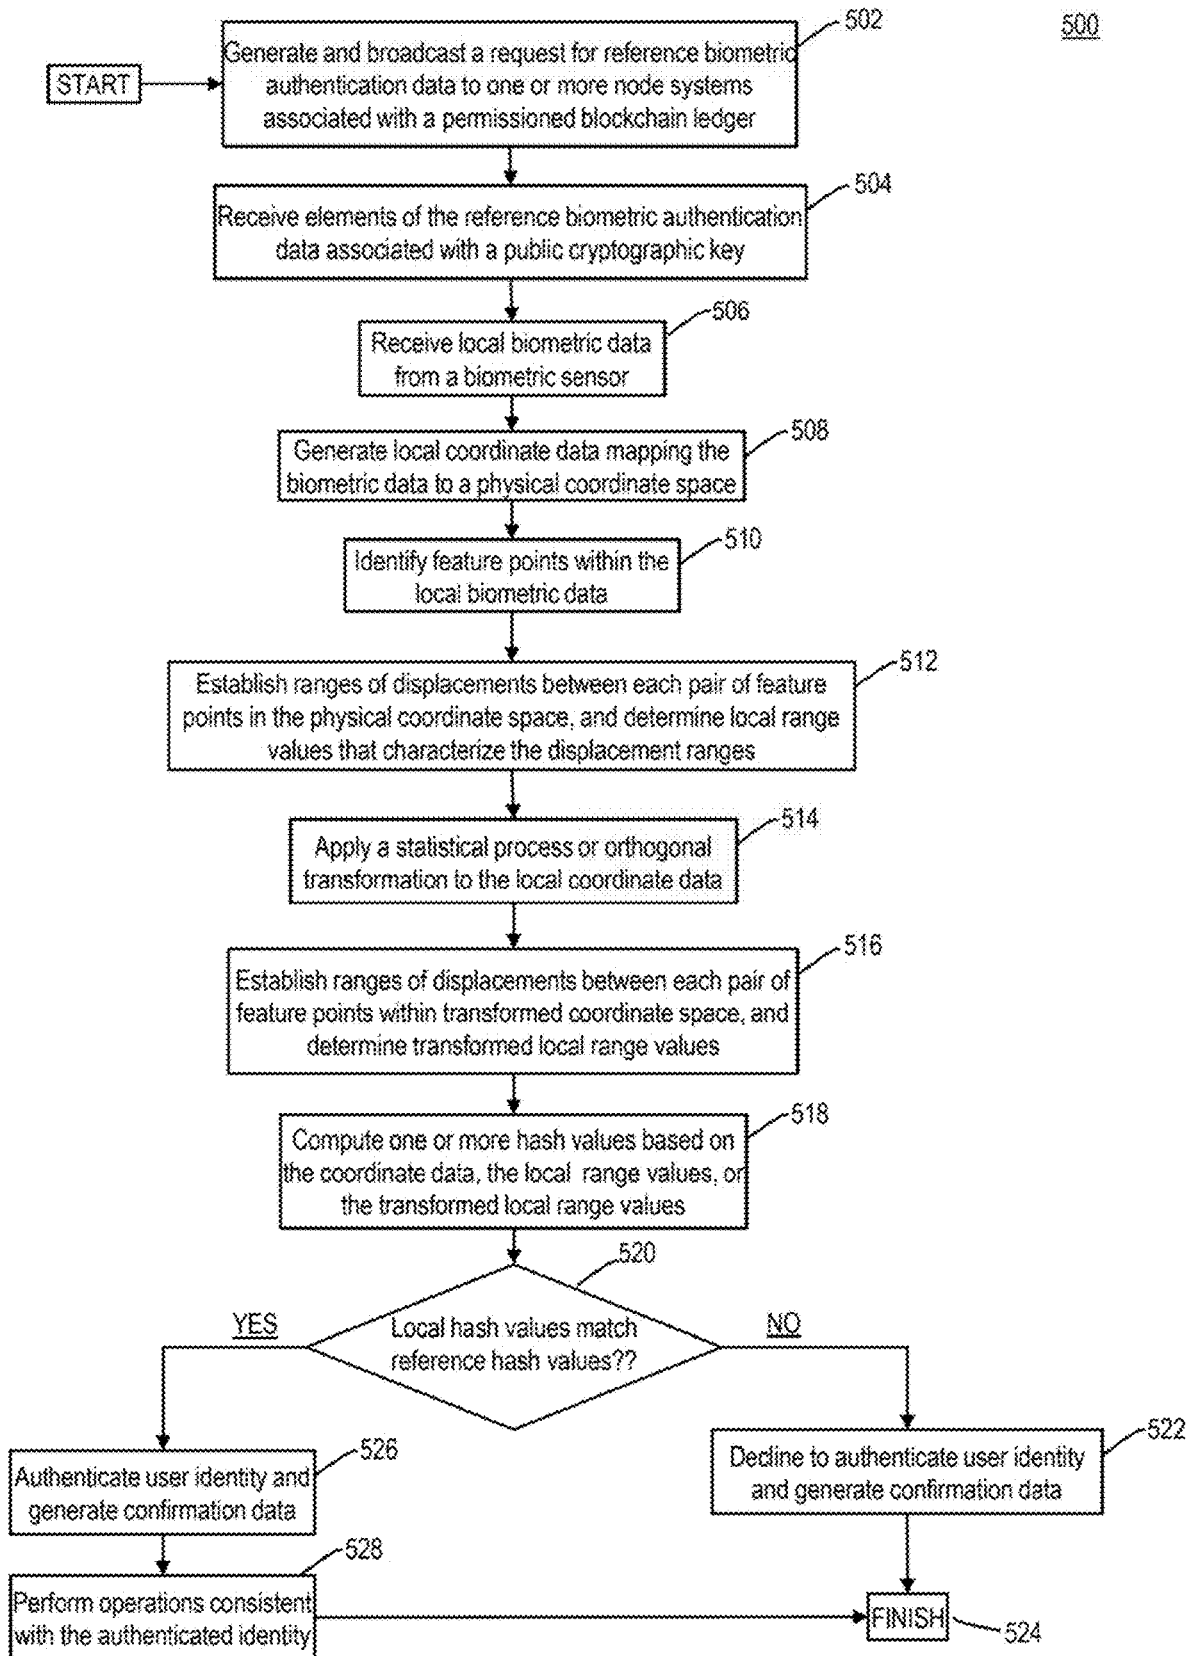 502
500
START
Generate and broadcast a request for reference biometric
authentication data to one or more node systems
associated with a permissioned blockchain ledger
504
Receive elements of the reference biometric authentication
data associated with a public cryptographic key
506
Receive local biometric data
from a biometric sensor
508
Generate local coordinate data mapping the
biometric data to a physical coordinate space
510
Identify feature points within the
local biometric data
512
Establish ranges of displacements between each pair of feature
points in the physical coordinate space, and determine local range
values that characterize the displacement ranges
514
Apply a statistical process or orthogonal
transformation to the local coordinate data
516
Establish ranges of displacements between each pair of
feature points within transformed coordinate space, and
determine transformed local range values
518
Compute one or more hash values based on
the coordinate data, the local range values, or
the transformed local range values
520
YES
NO
Local hash values match
reference hash values??
526
Authenticate user identity and
generate confirmation data
522
Decline to authenticate user identity
and generate confirmation data
528
Perform operations consistent
with the authenticated identity
FINISH
524